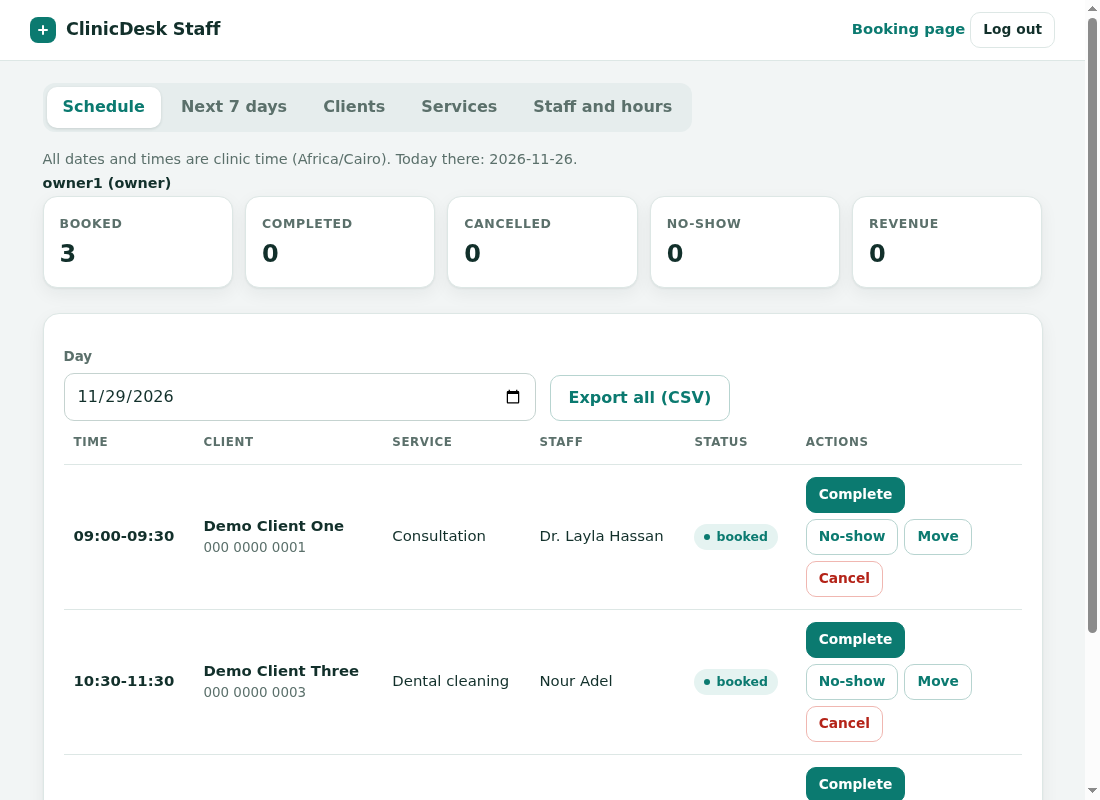 + ClinicDesk Staff
Booking page
Log out
Schedule
Next 7 days
Clients
Services
Staff and hours
All dates and times are clinic time (Africa/Cairo). Today there: 2026-11-26.
owner1 (owner)
BOOKED
3
COMPLETED
0
CANCELLED
0
NO-SHOW
0
REVENUE
0
Day
11/29/2026
Export all (CSV)
TIME CLIENT SERVICE STAFF STATUS ACTIONS
09:00-09:30
Demo Client One
000 0000 0001
Consultation
Dr. Layla Hassan
booked
Complete
No-show
Move
Cancel
10:30-11:30
Demo Client Three
000 0000 0003
Dental cleaning
Nour Adel
booked
Complete
No-show
Move
Cancel
Complete